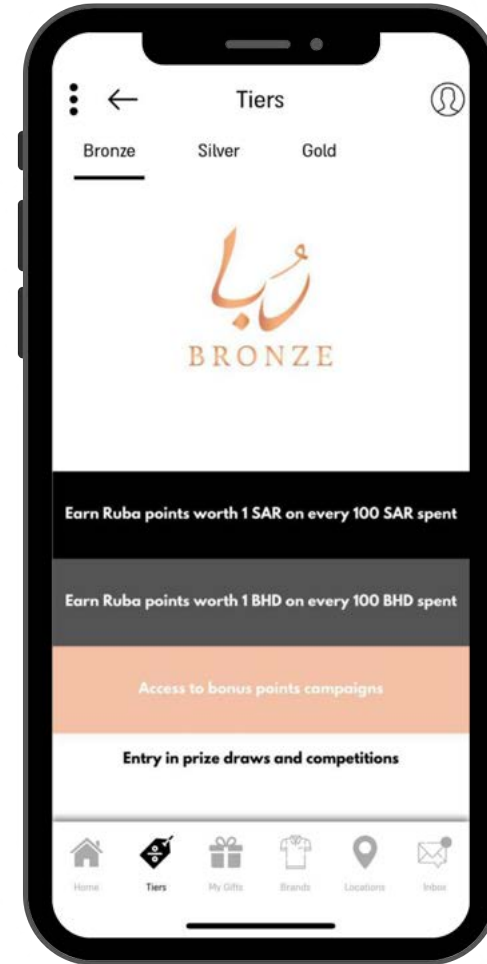 Tiers
Bronze Silver Gold
رُبا
BRONZE
Earn Ruba points worth 1 SAR on every 100 SAR spent
Earn Ruba points worth 1 BHD on every 100 BHD spent
Access to bonus points campaigns
Entry in prize draws and competitions
Home Tiers My Gifts Brands Locations Inbox